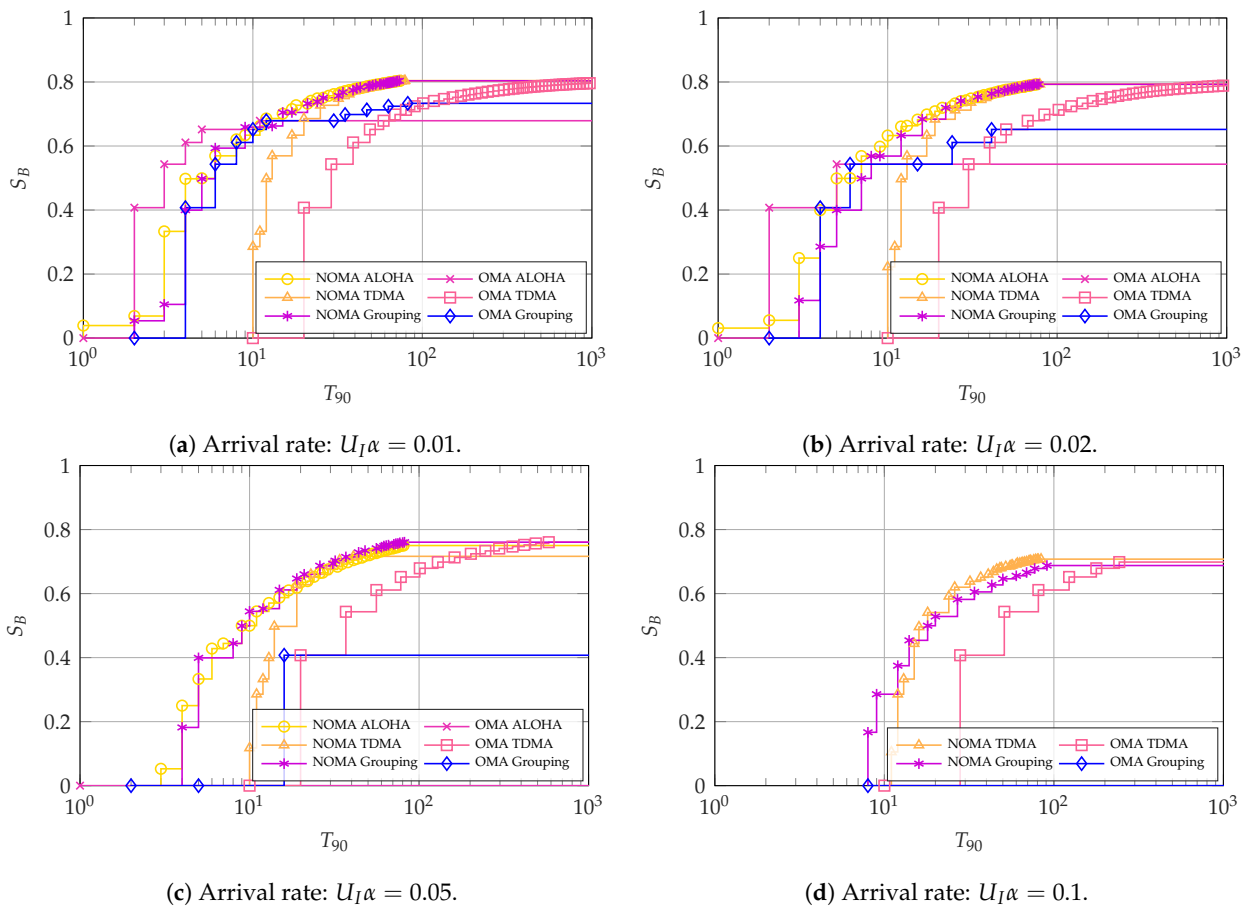 1
0.8
0.6
0.4
0.2
0
S_B
10^0
10^1
10^2
10^3
T_90
NOMA ALOHA
OMA ALOHA
NOMA TDMA
OMA TDMA
NOMA Grouping
OMA Grouping
(a) Arrival rate: U_I α = 0.01.
1
0.8
0.6
0.4
0.2
0
S_B
10^0
10^1
10^2
10^3
T_90
NOMA ALOHA
OMA ALOHA
NOMA TDMA
OMA TDMA
NOMA Grouping
OMA Grouping
(b) Arrival rate: U_I α = 0.02.
1
0.8
0.6
0.4
0.2
0
S_B
10^0
10^1
10^2
10^3
T_90
NOMA ALOHA
OMA ALOHA
NOMA TDMA
OMA TDMA
NOMA Grouping
OMA Grouping
(c) Arrival rate: U_I α = 0.05.
1
0.8
0.6
0.4
0.2
0
S_B
10^0
10^1
10^2
10^3
T_90
NOMA TDMA
OMA TDMA
NOMA Grouping
OMA Grouping
(d) Arrival rate: U_I α = 0.1.